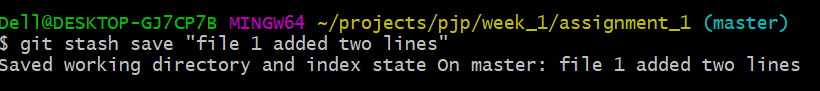 Dell@DESKTOP-GJ7CP7B MINGW64 ~/projects/pjp/week_1/assignment_1 (master)
$ git stash save "file 1 added two lines"
Saved working directory and index state On master: file 1 added two lines